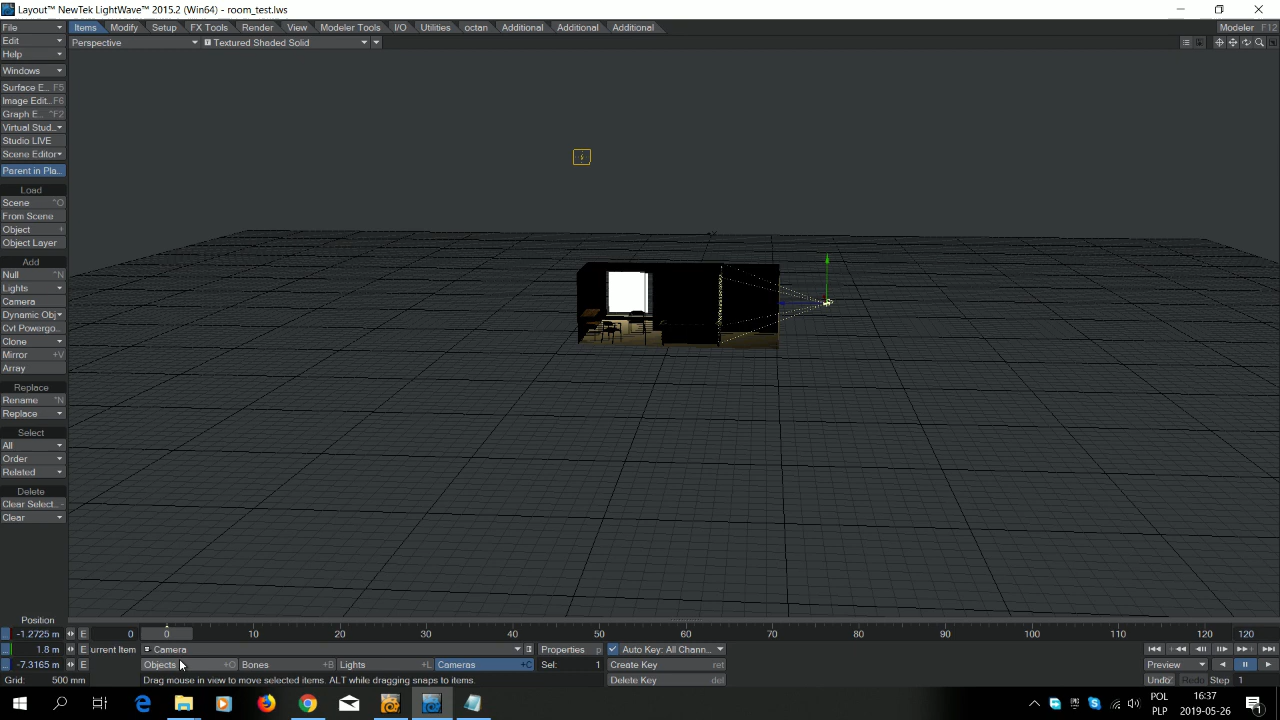 Layout™ NewTek LightWave™ 2015.2 (Win64) - room_test.lws
File Items Modify Setup FX Tools Render View Modeler Tools I/O Utilities octan Additional Additional Additional Modeler F12
Edit Perspective Textured Shaded Solid
Help
Windows
Surface E... F5
Image Edit.. F6
Graph E... ^F2
Virtual Stud...
Studio LIVE
Scene Editor
Parent in Pla...
Load
Scene ^O
From Scene
Object +
Object Layer
Add
Null ^N
Lights
Camera
Dynamic Obj
Cvt Powergo...
Clone
Mirror +V
Array
Replace
Rename ^N
Replace
Select
All
Order
Related
Delete
Clear Select... -
Clear
Position
-1.2725 m E 0 0 10 20 30 40 50 60 70 80 90 100 110 120 120
1.8 m E urrent Item Camera Properties p Auto Key: All Chann...
-7.3165 m E Objects +O Bones +B Lights +L Cameras +C Sel: 1 Create Key ret Preview
Grid: 500 mm Drag mouse in view to move selected items. ALT while dragging snaps to items. Delete Key del Undo Redo Step 1
POL 16:37
PLP 2019-05-26
1